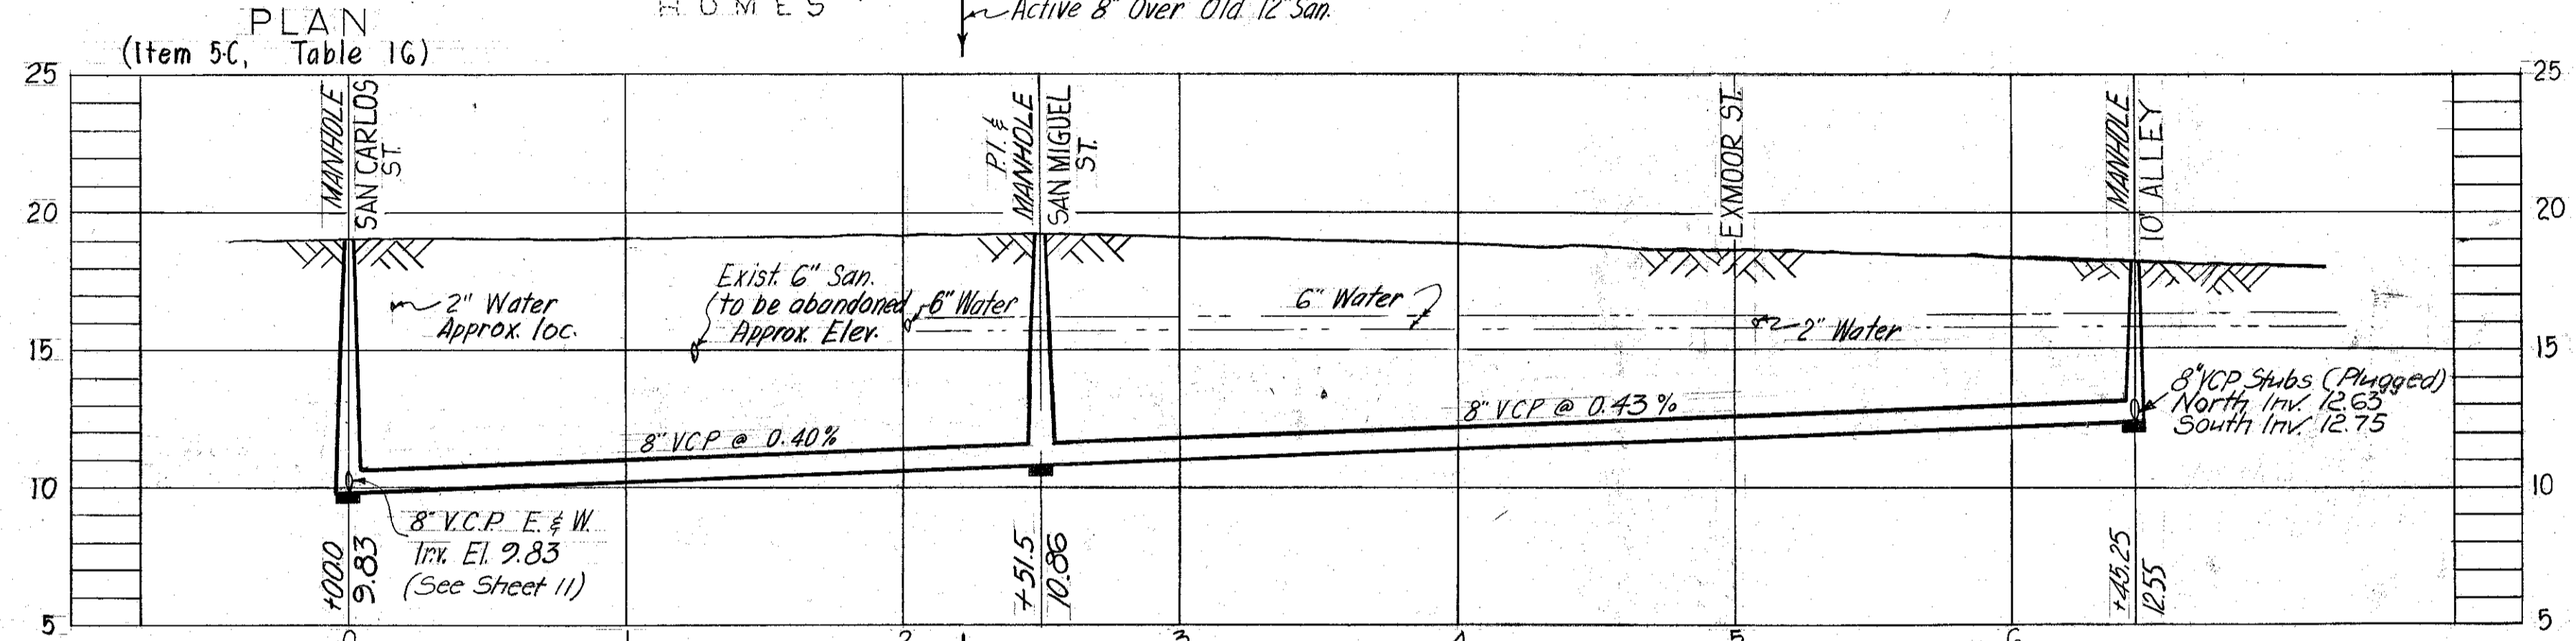 PLAN
HOMES
Active 8" Over Old 12" San.
(Item 5-C, Table 16)
25
25
MANHOLE
SAN CARLOS
ST.
P.I. &
MANHOLE
SAN MIGUEL
ST.
EXMOR ST.
MANHOLE
10' ALLEY
20
20
2" Water
Approx. loc.
Exist. 6" San.
(to be abandoned
Approx. Elev.
6" Water
6" Water
2" Water
15
15
8" VCP @ 0.40%
8" VCP @ 0.43%
8" VCP Stubs (Plugged)
North Inv. 12.63
South Inv. 12.75
10
10
8" V.C.P. E. & W.
Inv. El. 9.83
(See Sheet 11)
+00.0
9.83
+51.5
10.86
+45.25
12.55
5
5
0
1
2
3
4
5
6